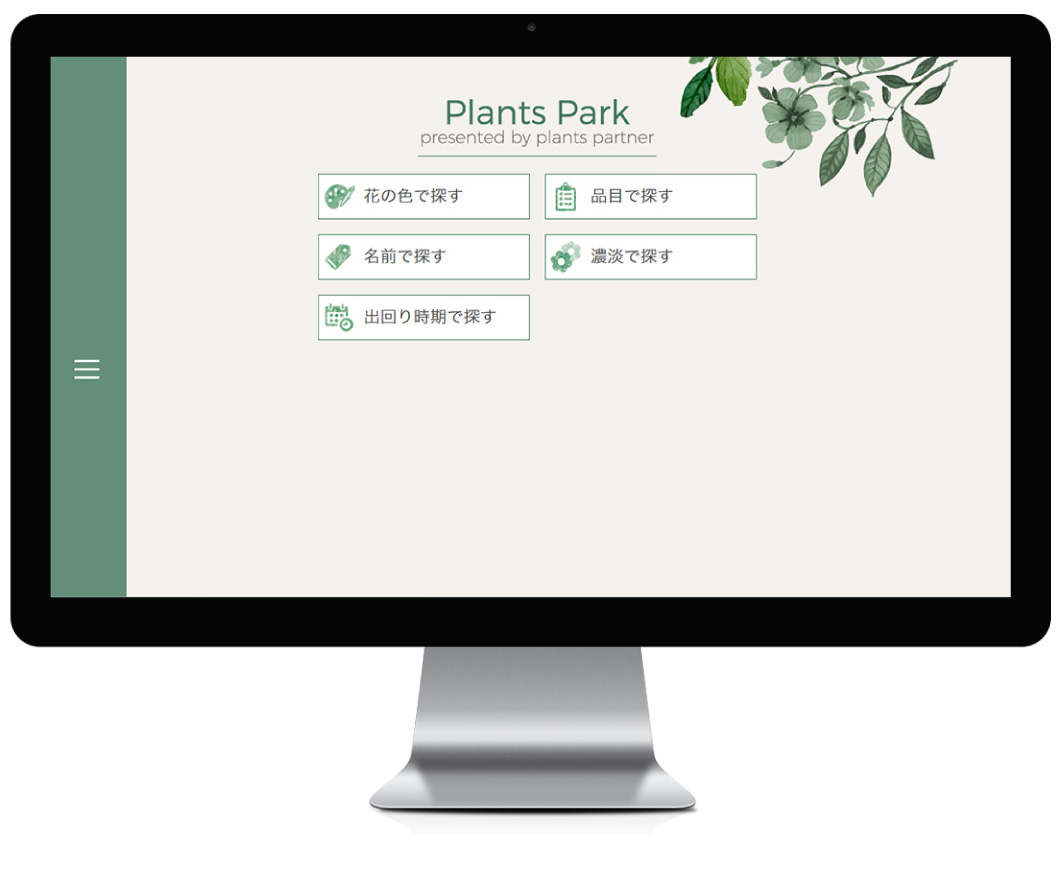 Plants Park
presented by plants partner
花の色で探す
品目で探す
名前で探す
濃淡で探す
出回り時期で探す